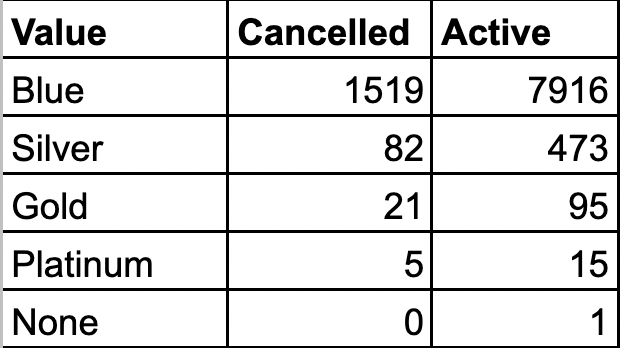 Value Cancelled Active
Blue 1519 7916
Silver 82 473
Gold 21 95
Platinum 5 15
None 0 1